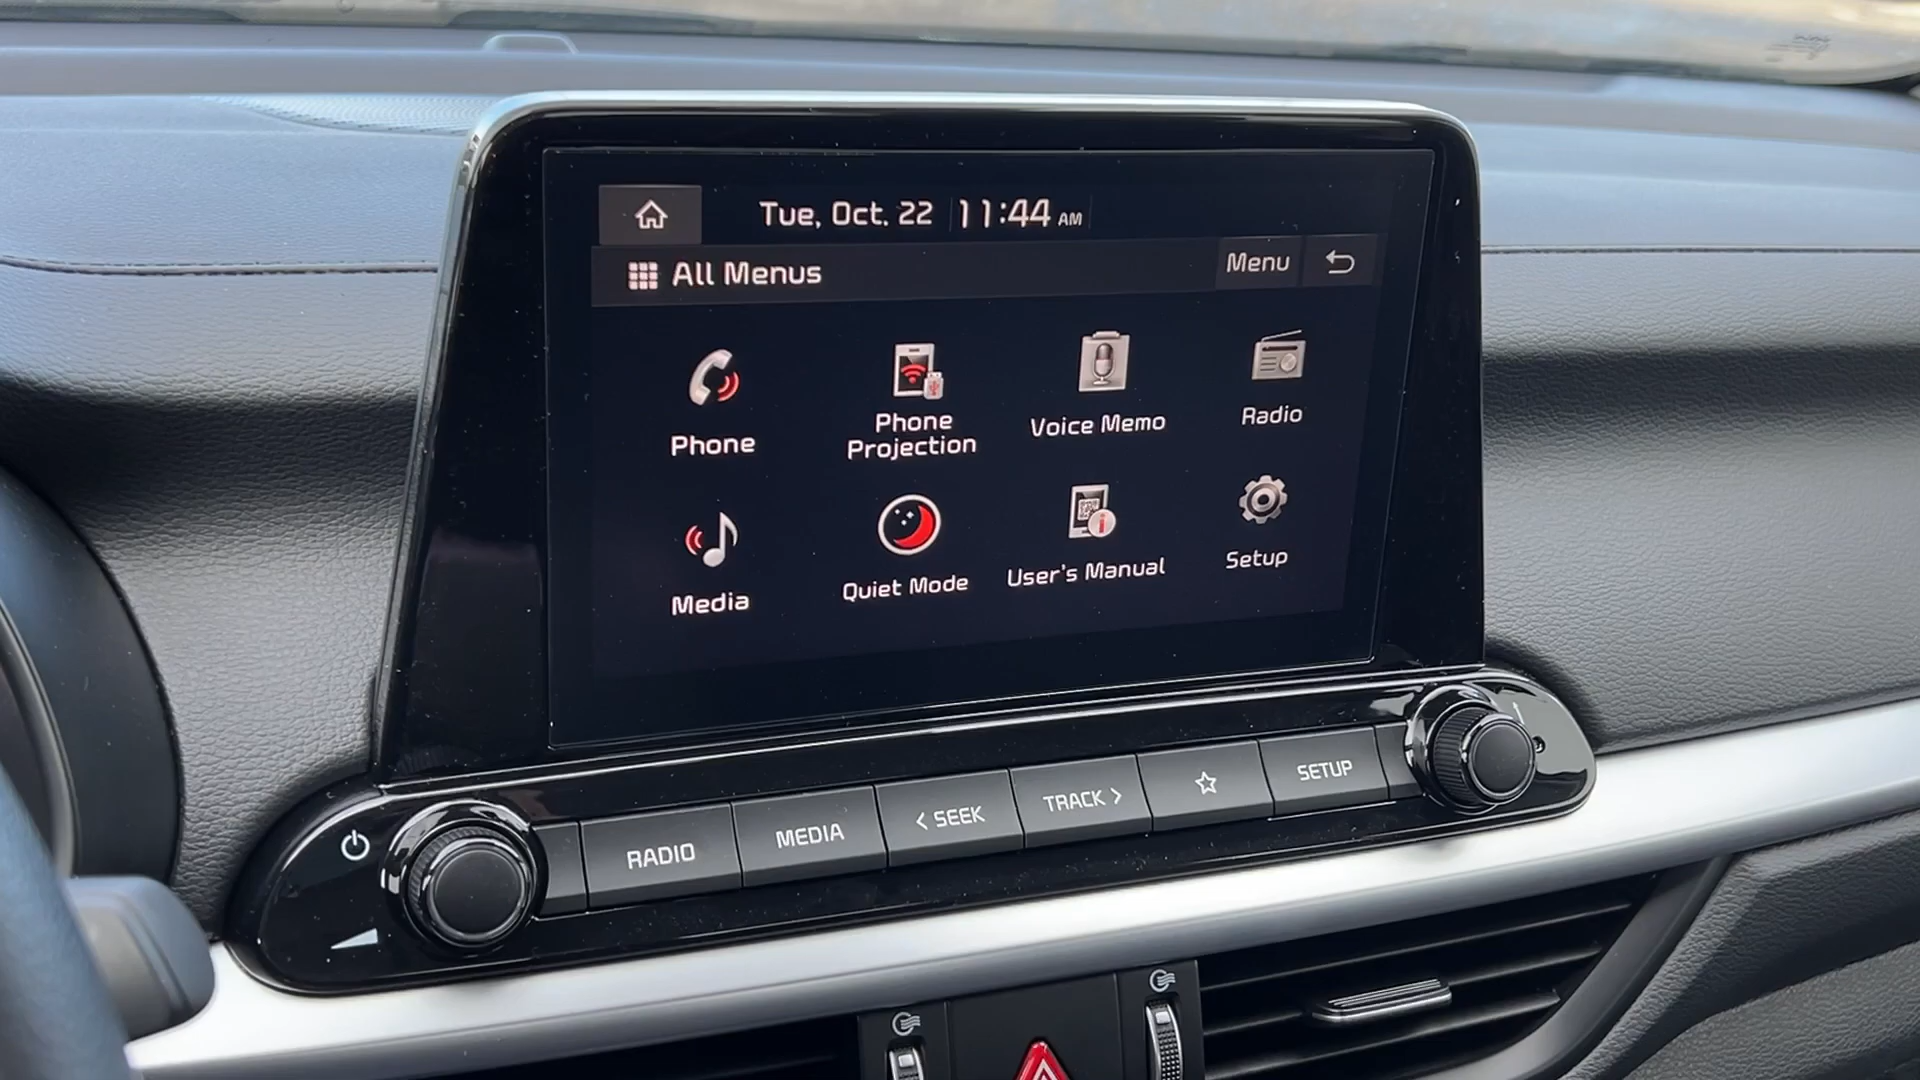 Tue, Oct. 22 11:44 AM
All Menus Menu
Phone
Phone
Projection
Voice Memo
Radio
Media
Quiet Mode
User's Manual
Setup
RADIO MEDIA < SEEK TRACK > SETUP